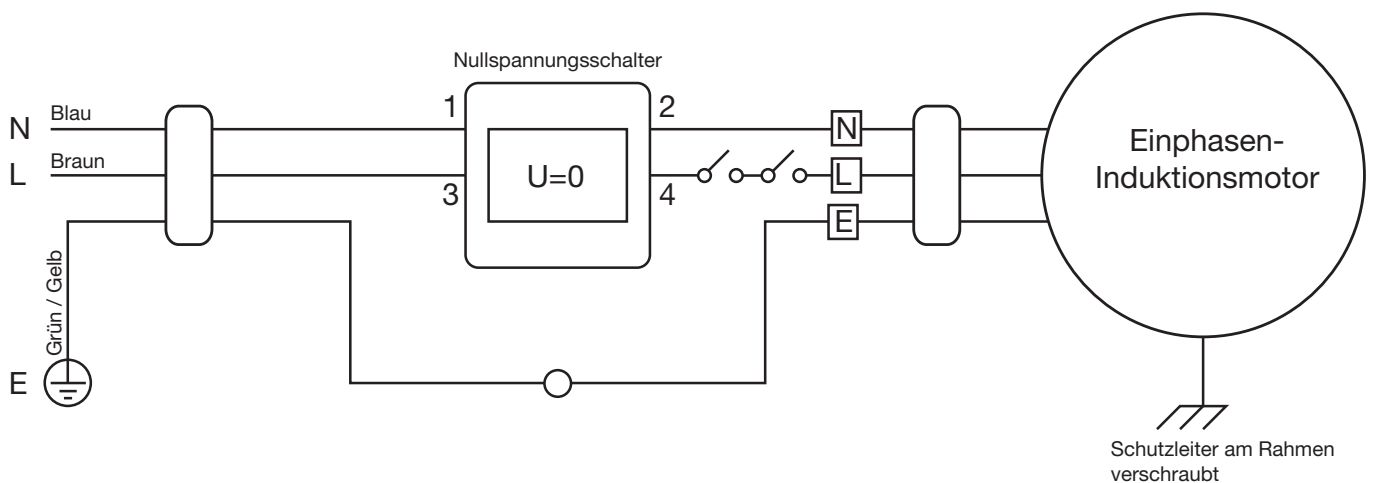 Nullspannungsschalter
N
Blau
1
2
N
L
Braun
U=0
3
4
L
E
Einphasen-
Induktionsmotor
Grün / Gelb
E
Schutzleiter am Rahmen
verschraubt